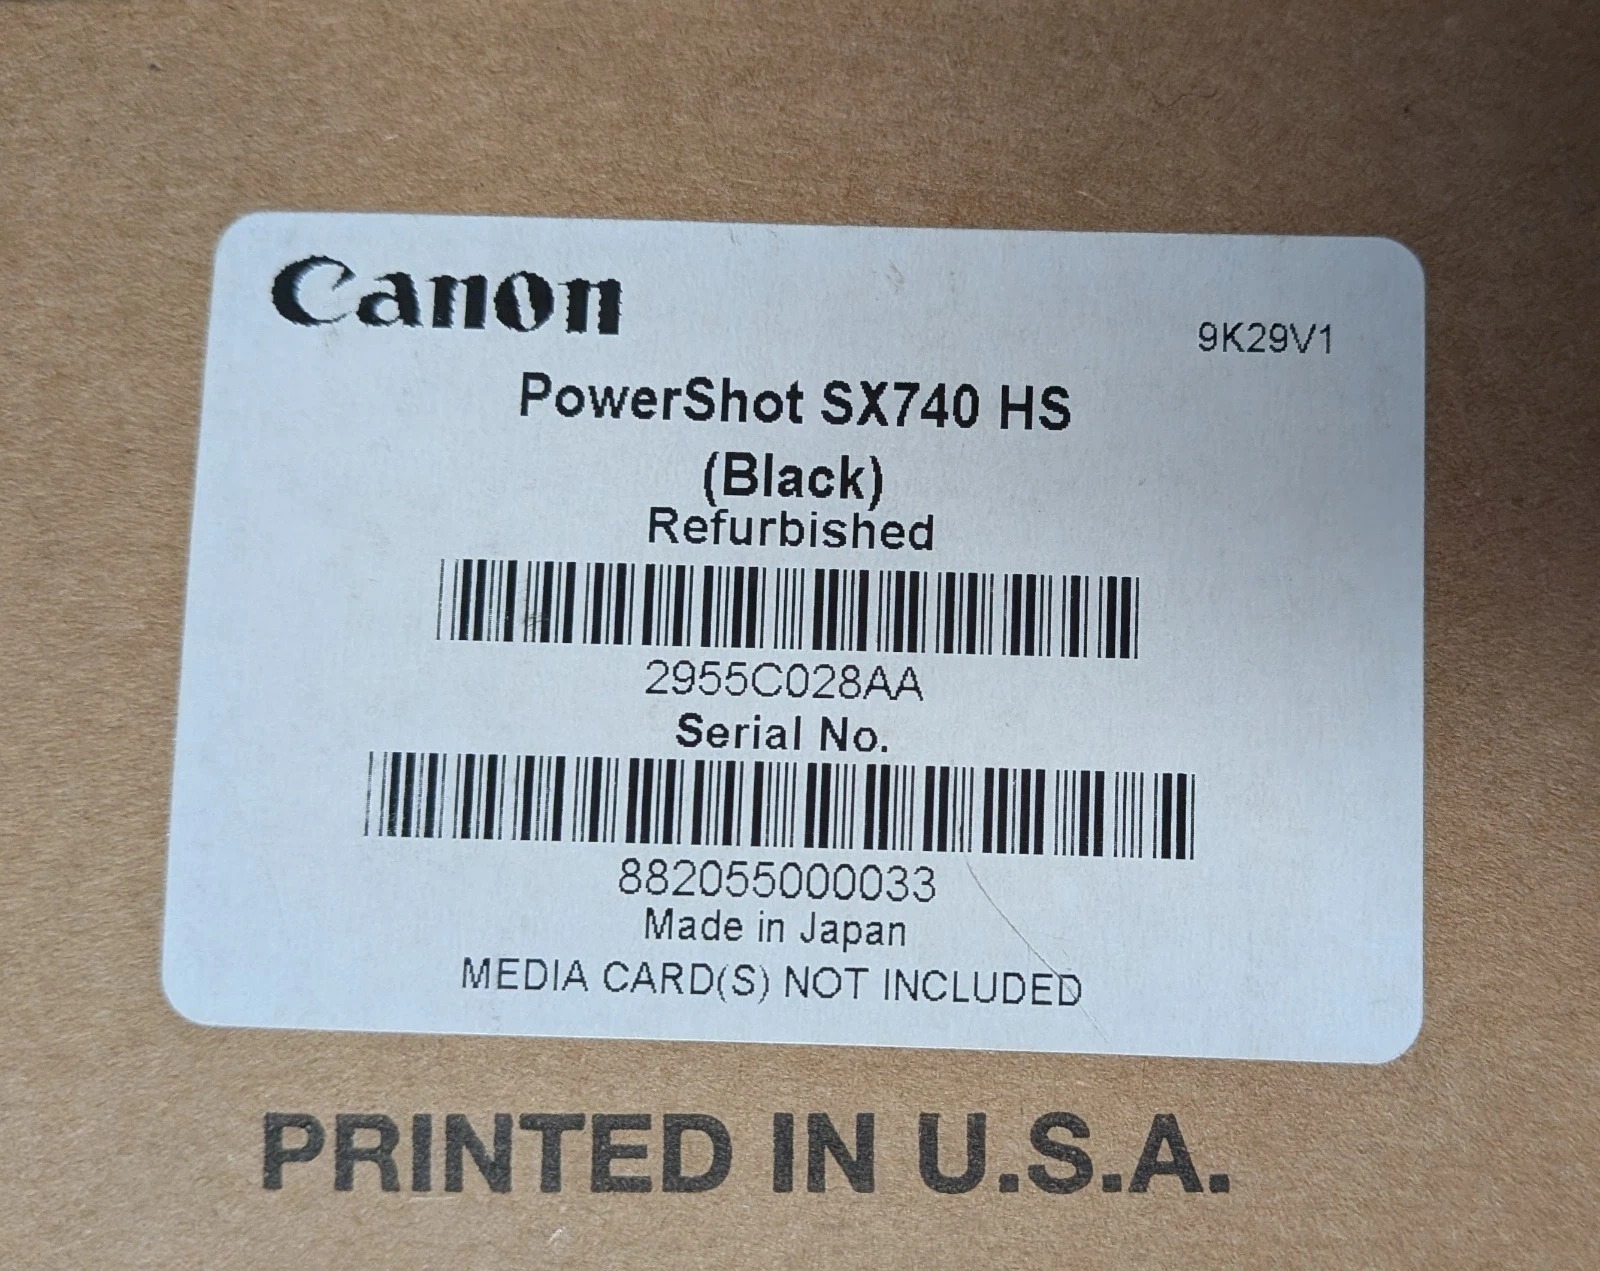 Canon
9K29V1
PowerShot SX740 HS
(Black)
Refurbished
2955C028AA
Serial No.
882055000033
Made in Japan
MEDIA CARD(S) NOT INCLUDED
PRINTED IN U.S.A.